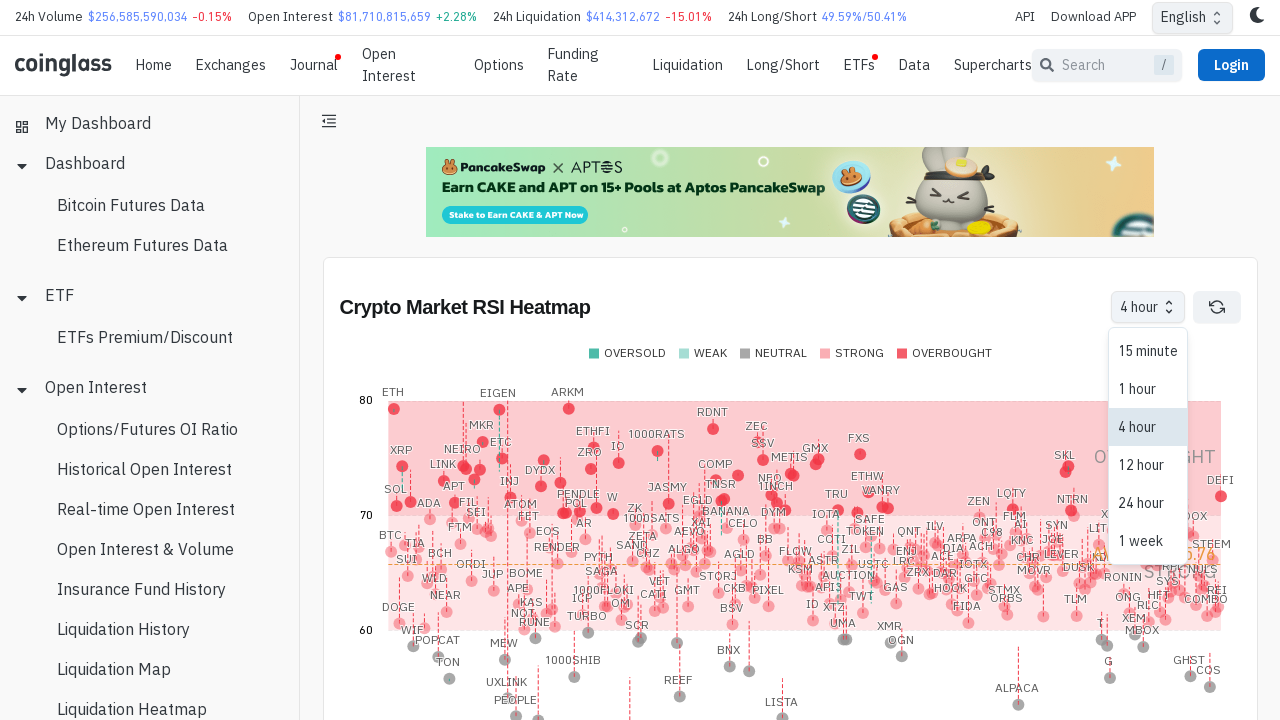 24h Volume $256,585,590,034 -0.15% Open Interest $81,710,815,659 +2.28% 24h Liquidation $414,312,672 -15.01% 24h Long/Short 49.59%/50.41% API Download APP English
coinglass Home Exchanges Journal Open Interest Options Funding Rate Liquidation Long/Short ETFs Data Supercharts Search / Login
My Dashboard
Dashboard
Bitcoin Futures Data
Ethereum Futures Data
ETF
ETFs Premium/Discount
Open Interest
Options/Futures OI Ratio
Historical Open Interest
Real-time Open Interest
Open Interest & Volume
Insurance Fund History
Liquidation History
Liquidation Map
Liquidation Heatmap
PancakeSwap X APTOS
Earn CAKE and APT on 15+ Pools at Aptos PancakeSwap
Stake to Earn CAKE & APT Now
Crypto Market RSI Heatmap
4 hour
15 minute
1 hour
4 hour
12 hour
24 hour
1 week
OVERSOLD WEAK NEUTRAL STRONG OVERBOUGHT
80
70
60
ETH EIGEN ARKM
RDNT
MKR ETHFI 1000RATS ZEC
XRP NEIRO ETC ZRO IO SSV GMX FXS SKL
LINK DYDX COMP METIS
SOL APT INJ JASMY TNSR NFO 1INCH ETHW DEFI
ADA FIL ATOM PENDLE W EGLD TRU VANRY LOTY NTRN
SEI FET POL ZK BANANA DYM ZEN
BTC FTM EOS AR 1000SATS XAI CELO IOTA SAFE ONT FLM
TIA RENDER ZETA AEVO BB COTI TOKEN QNT ILV C98 AI SYN
SUI BCH PYTH CHZ ALGO AGLD FLOW ZIL ENJ ARPA ACH KNC JOE STEEM
WLD ORDI JUP BOME SAGA VET STORJ KSM ASTR USTC LRC ACE DIA LEVER
NEAR APE ICP CATI GMT CKB PIXEL AUCTION ZRX DAR IOTX MOVR DUSK NULS
DOGE KAS OM BSV API3 GAS HOOK GTC STMX RONIN SYS REI
WIF NOT RUNE TURBO SCR ID XTZ TWT FIDA ORBS TLM ONG HFT COMBO
POPCAT MEW UMA XMR OGN T XEM RLC MBOX
TON 1000SHIB BNX G GHST
UXLINK REEF ALPACA COS
PEOPLE LISTA